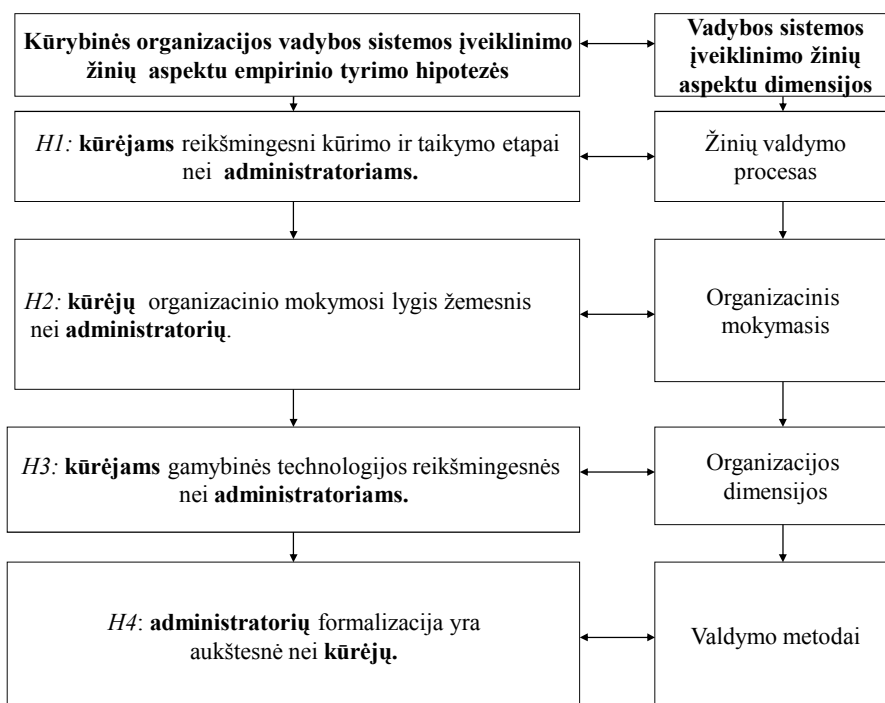 Kūrybinės organizacijos vadybos sistemos įveiklinimo
žinių aspektu empirinio tyrimo hipotezės
Vadybos sistemos
įveiklinimo žinių
aspektu dimensijos
H1: kūrėjams reikšmingesni kūrimo ir taikymo etapai
nei administratoriams.
Žinių valdymo
procesas
H2: kūrėjų organizacinio mokymosi lygis žemesnis
nei administratorių.
Organizacinis
mokymasis
H3: kūrėjams gamybinės technologijos reikšmingesnės
nei administratoriams.
Organizacijos
dimensijos
H4: administratorių formalizacija yra
aukštesnė nei kūrėjų.
Valdymo metodai